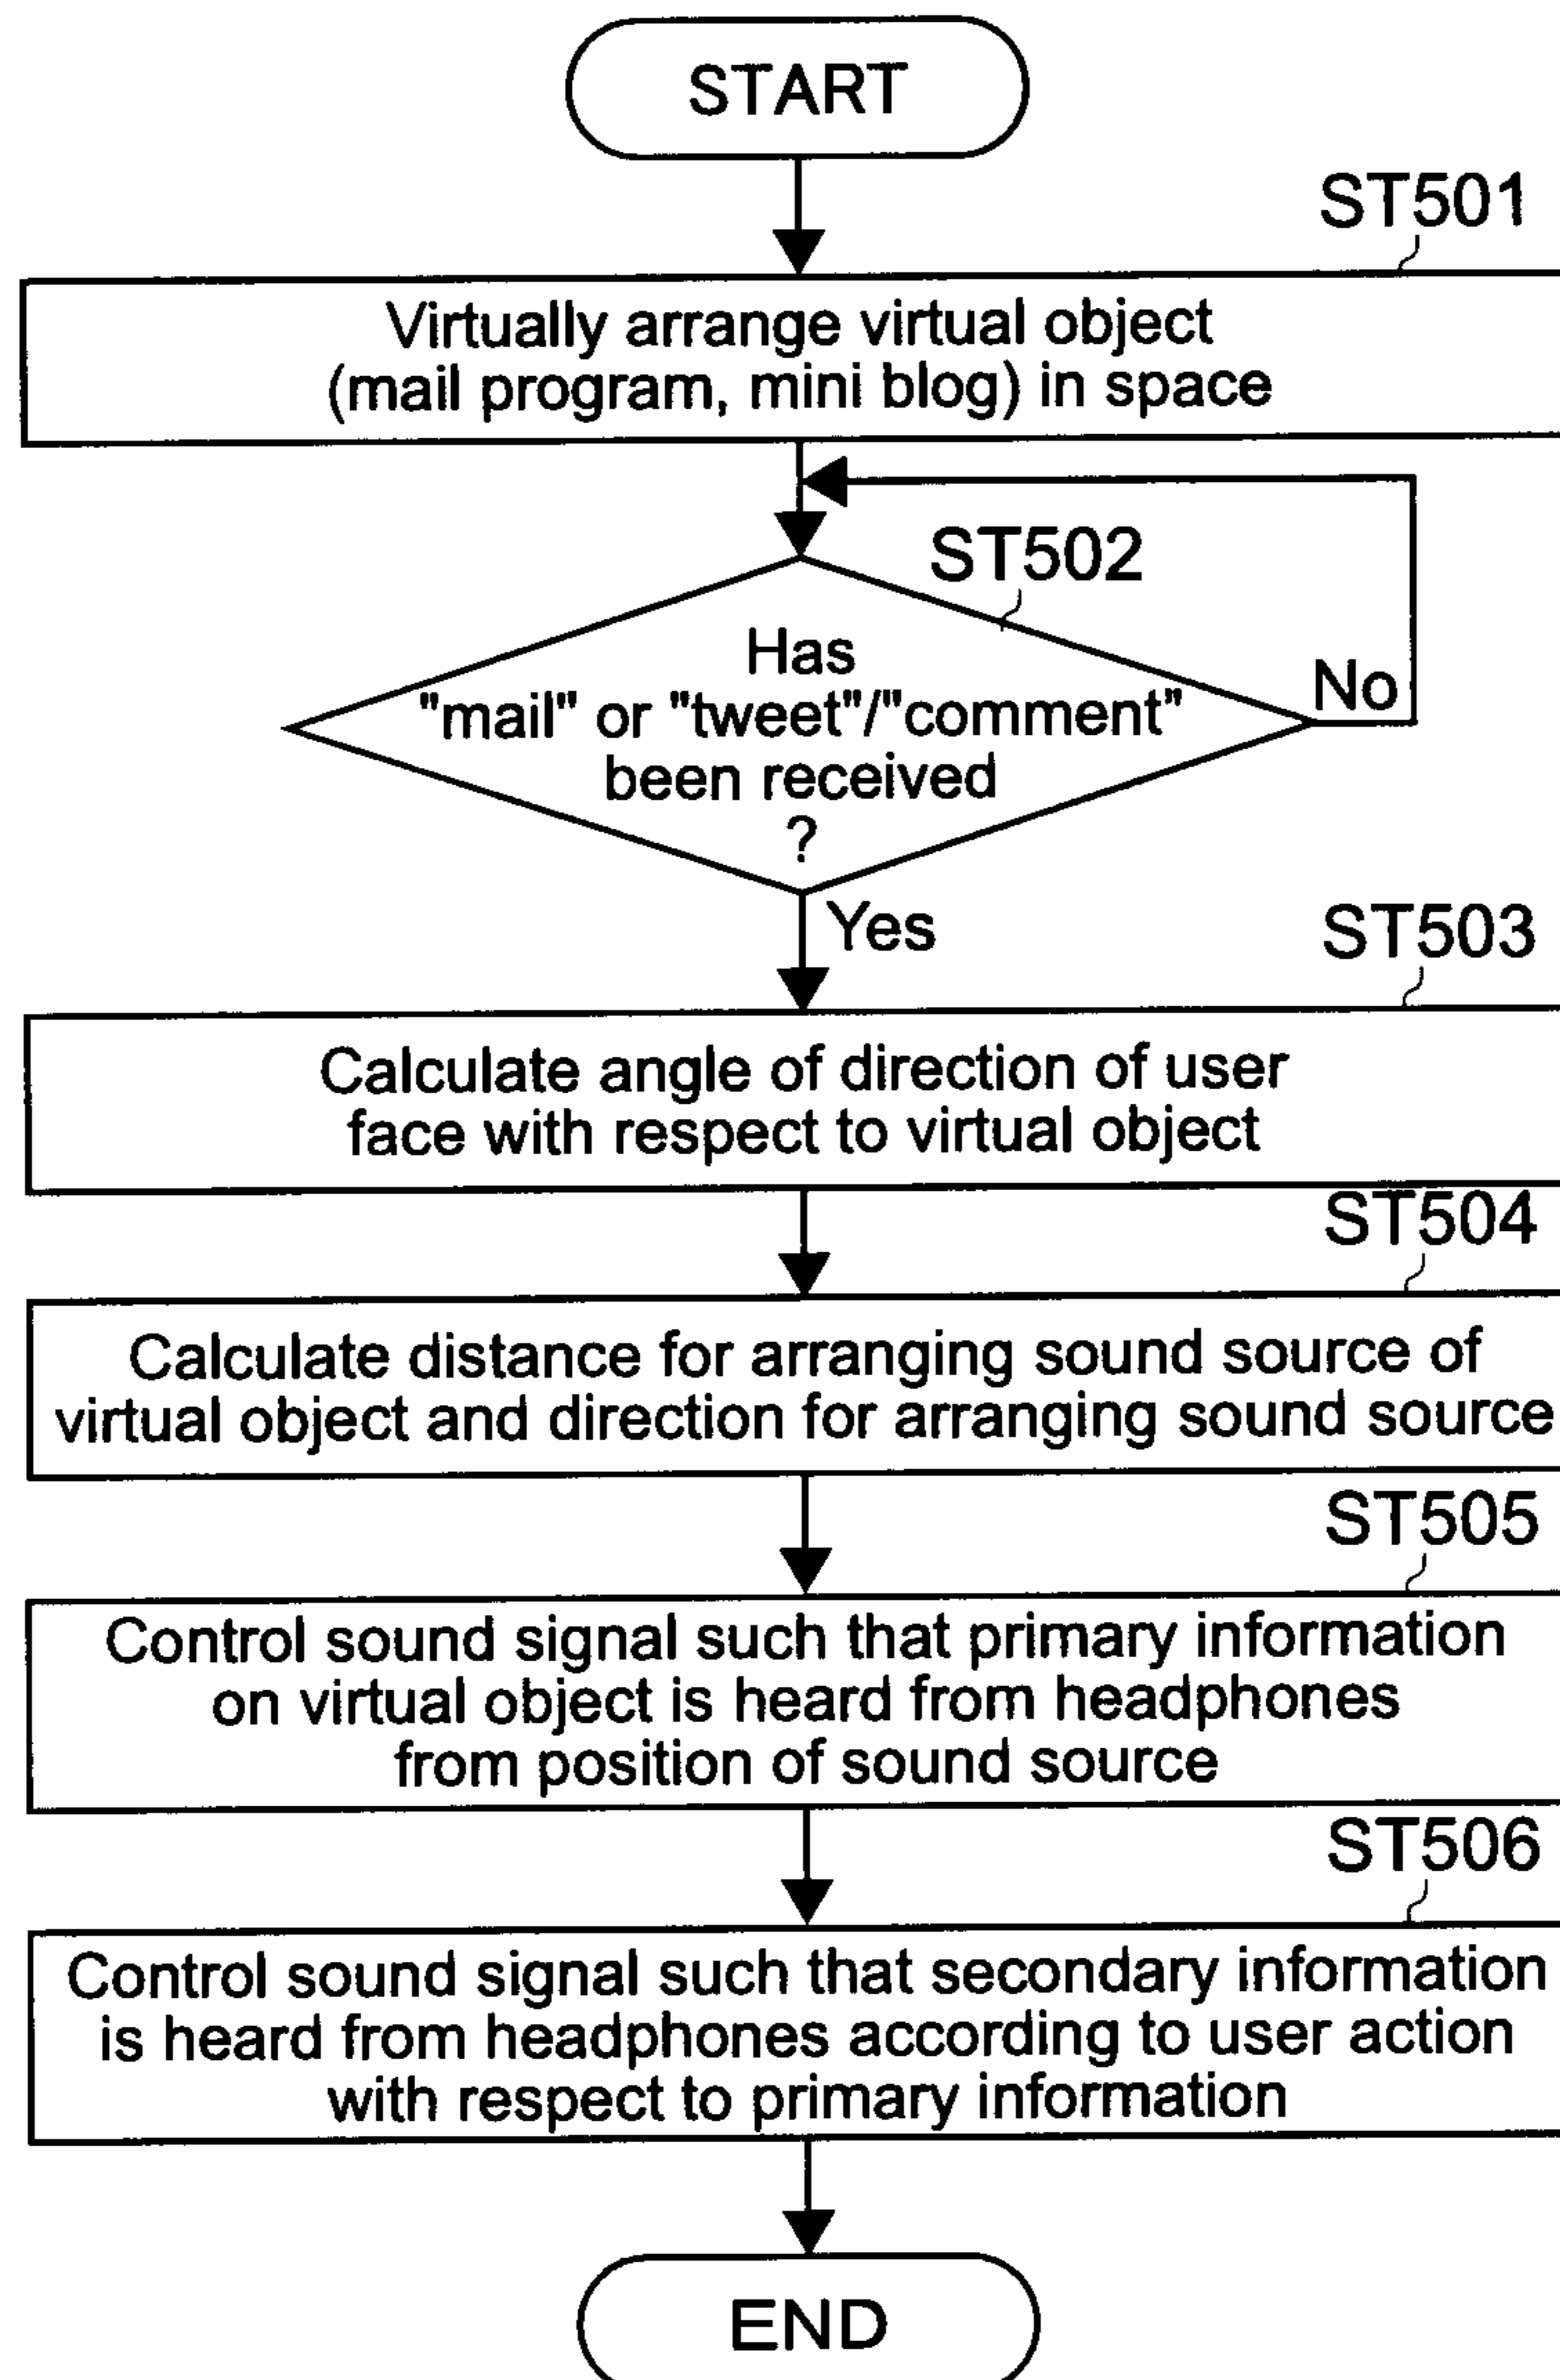 START
ST501
Virtually arrange virtual object
(mail program, mini blog) in space
ST502
Has
"mail" or "tweet"/"comment"
been received
?
No
Yes
ST503
Calculate angle of direction of user
face with respect to virtual object
ST504
Calculate distance for arranging sound source of
virtual object and direction for arranging sound source
ST505
Control sound signal such that primary information
on virtual object is heard from headphones
from position of sound source
ST506
Control sound signal such that secondary information
is heard from headphones according to user action
with respect to primary information
END